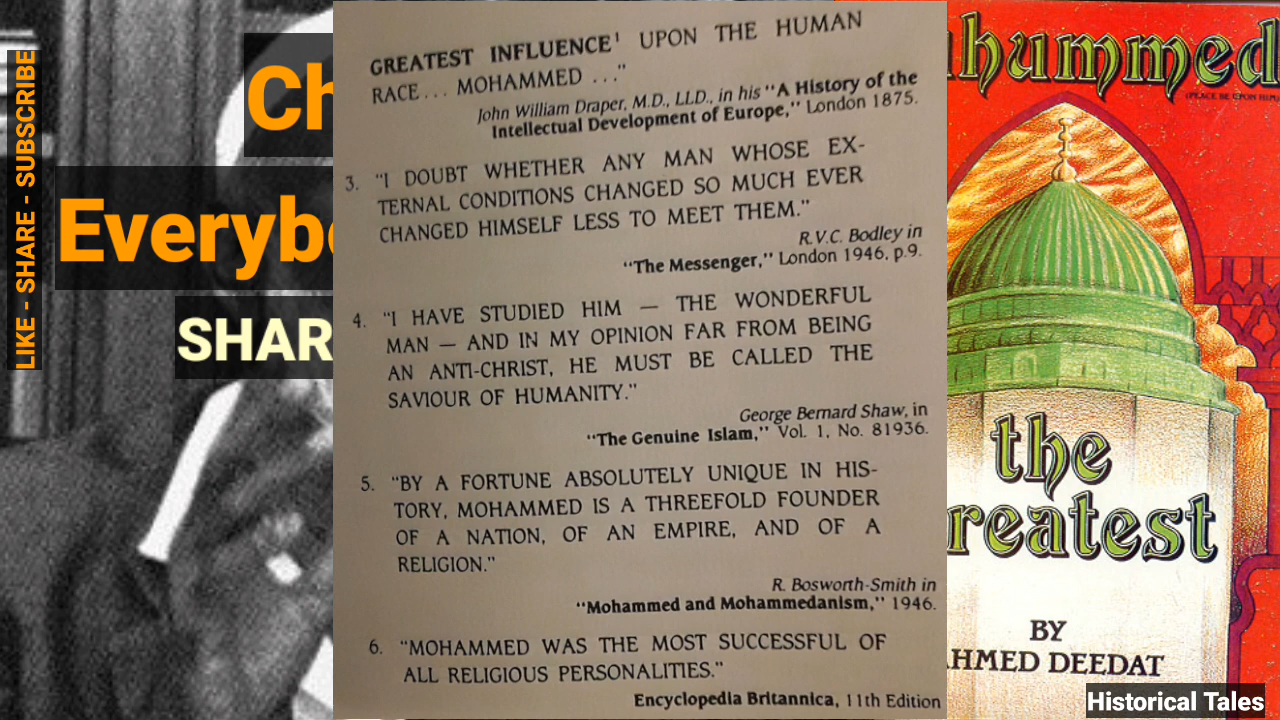 LIKE - SHARE - SUBSCRIBE
Ch
Everybo
SHAR
GREATEST INFLUENCE' UPON THE HUMAN
RACE ... MOHAMMED ..."
John William Draper, M.D., LLD., in his "A History of the
Intellectual Development of Europe," London 1875.
3. "I DOUBT WHETHER ANY MAN WHOSE EX-
TERNAL CONDITIONS CHANGED SO MUCH EVER
CHANGED HIMSELF LESS TO MEET THEM."
R.V.C. Bodley in
"The Messenger," London 1946, p.9.
4. "I HAVE STUDIED HIM — THE WONDERFUL
MAN — AND IN MY OPINION FAR FROM BEING
AN ANTI-CHRIST, HE MUST BE CALLED THE
SAVIOUR OF HUMANITY."
George Bernard Shaw, in
"The Genuine Islam," Vol. 1, No. 81936.
5. "BY A FORTUNE ABSOLUTELY UNIQUE IN HIS-
TORY, MOHAMMED IS A THREEFOLD FOUNDER
OF A NATION, OF AN EMPIRE, AND OF A
RELIGION."
R. Bosworth-Smith in
"Mohammed and Mohammedanism," 1946.
6. "MOHAMMED WAS THE MOST SUCCESSFUL OF
ALL RELIGIOUS PERSONALITIES."
Encyclopedia Britannica, 11th Edition
hummed
(PEACE BE UPON HIM)
the
reatest
BY
HMED DEEDAT
Historical Tales